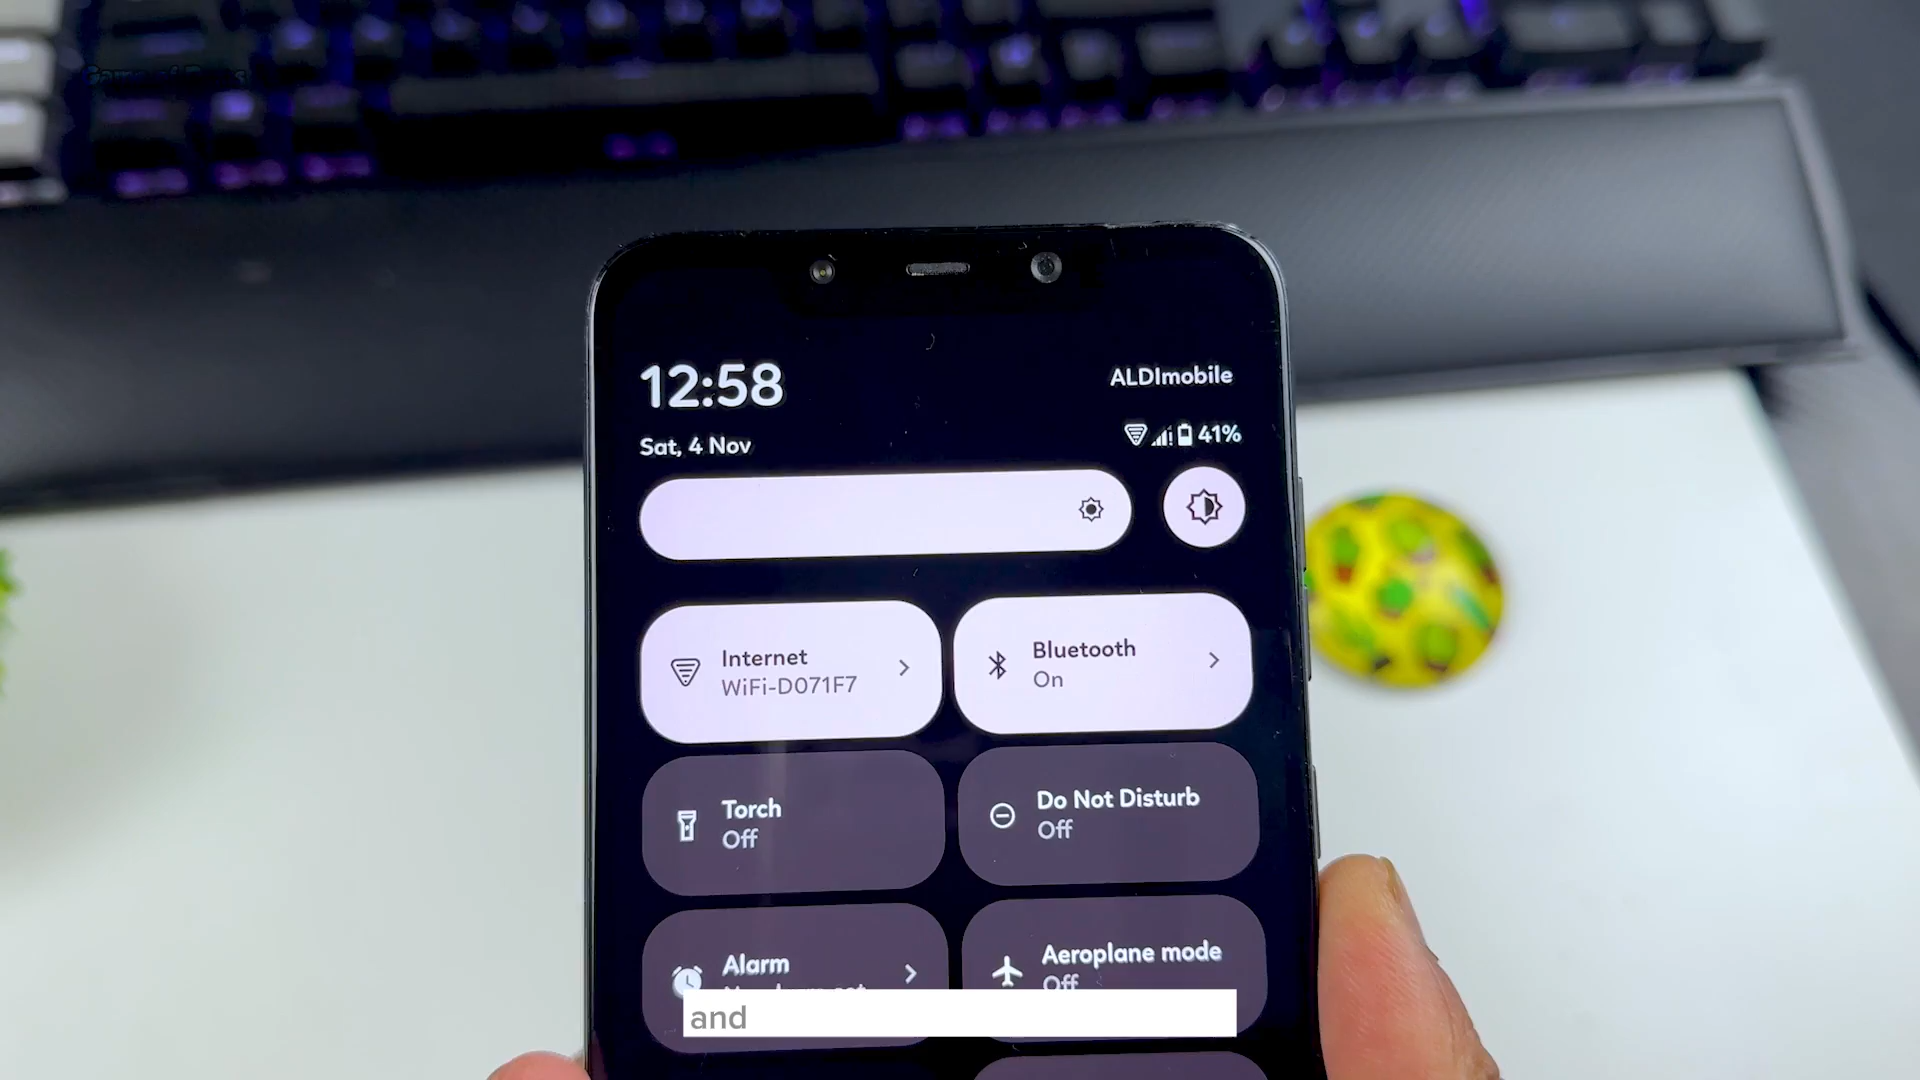 12:58
ALDImobile
Sat, 4 Nov
41%
Internet
WiFi-D071F7
Bluetooth
On
Torch
Off
Do Not Disturb
Off
Alarm
Aeroplane mode
Off
and